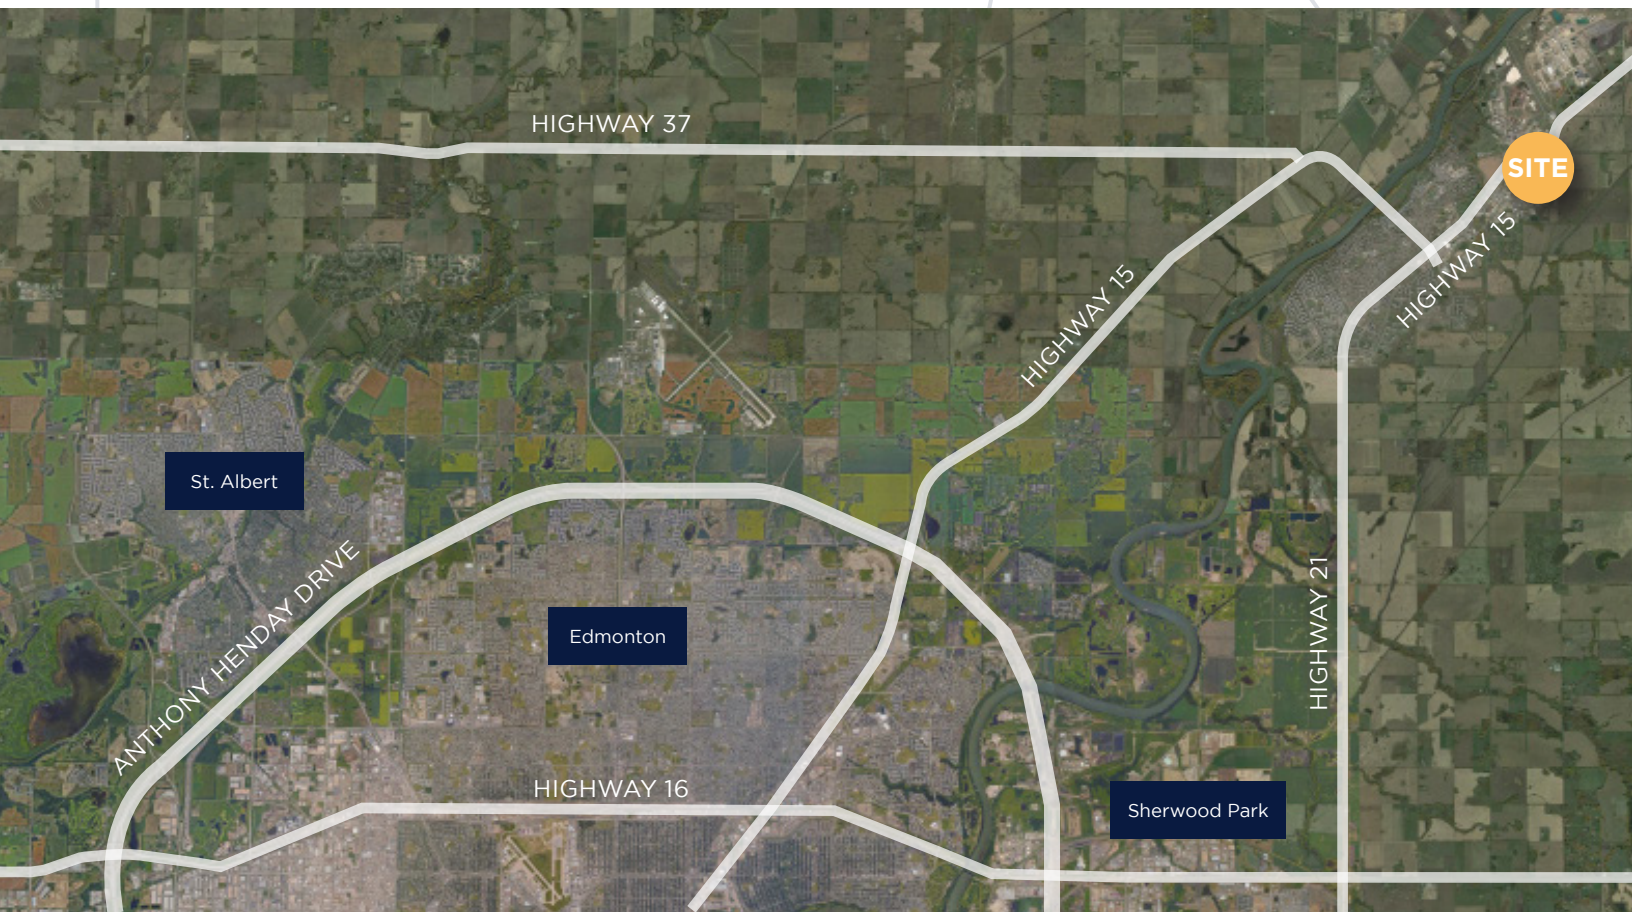 HIGHWAY 37
SITE
HIGHWAY 15
HIGHWAY 15
St. Albert
ANTHONY HENDAY DRIVE
Edmonton
HIGHWAY 21
HIGHWAY 16
Sherwood Park